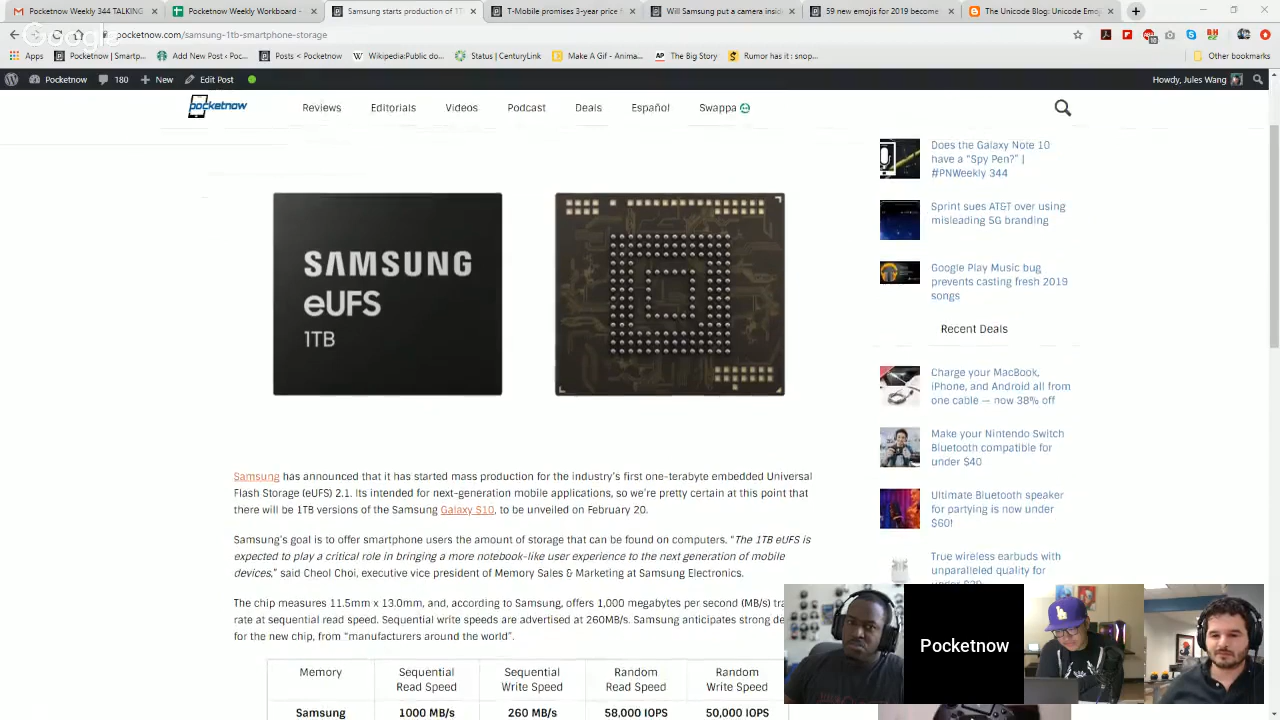 Pocketnow Weekly 344 TALKING
Pocketnow
Samsung starts production of 1T
T-Mobile promises 3-year price f
Will Samsung put a camera insid
59 new emojis for 2019 become
The Unicode Blog: Unicode Emoj
pocketnow.com/samsung-1tb-smartphone-storage
Apps
Pocketnow | Smartp...
Add New Post ‹ Po...
Posts ‹ Pocketnow...
Wikipedia:Public do...
Status | CenturyLink
Make A Gif - Anima...
The Associated Press
Rumor has it : snop...
Other bookmarks
Pocketnow
180
New
Edit Post
Howdy, Jules Wang
pocketnow
Reviews
Editorials
Videos
Podcast
Deals
Español
Swappa
SAMSUNG
eUFS
1TB
Samsung has announced that it has started mass production for the industry's first one-terabyte embedded Universal
Flash Storage (eUFS) 2.1. Its intended for next-generation mobile applications, so we're pretty certain at this point that
there will be 1TB versions of the Samsung Galaxy S10, to be unveiled on February 20.
Samsung's goal is to offer smartphone users the amount of storage that can be found on computers. "The 1TB eUFS is
expected to play a critical role in bringing a more notebook-like user experience to the next generation of mobile
devices," said Cheol Choi, executive vice president of Memory Sales & Marketing at Samsung Electronics.
The chip measures 11.5mm x 13.0mm, and, according to Samsung, offers 1,000 megabytes per second (MB) tra
rate at sequential read speed. Sequential write speeds are advertised at 260MB/s. Samsung anticipates strong de
for the new chip, from "manufacturers around the world".
Memory
Sequential
Read Speed
Sequential
Write Speed
Random
Read Speed
Random
Write Speed
Samsung
1000 MB/s
260 MB/s
58,000 IOPS
50,000 IOPS
Does the Galaxy Note 10
have a "Spy Pen?" |
#PNWeekly 344
Sprint sues AT&T over using
misleading 5G branding
Google Play Music bug
prevents casting fresh 2019
songs
Recent Deals
Charge your MacBook,
iPhone, and Android all from
one cable — now 38% off
Make your Nintendo Switch
Bluetooth compatible for
under $40
Ultimate Bluetooth speaker
for partying is now under
$60!
True wireless earbuds with
unparalleled quality for
Pocketnow